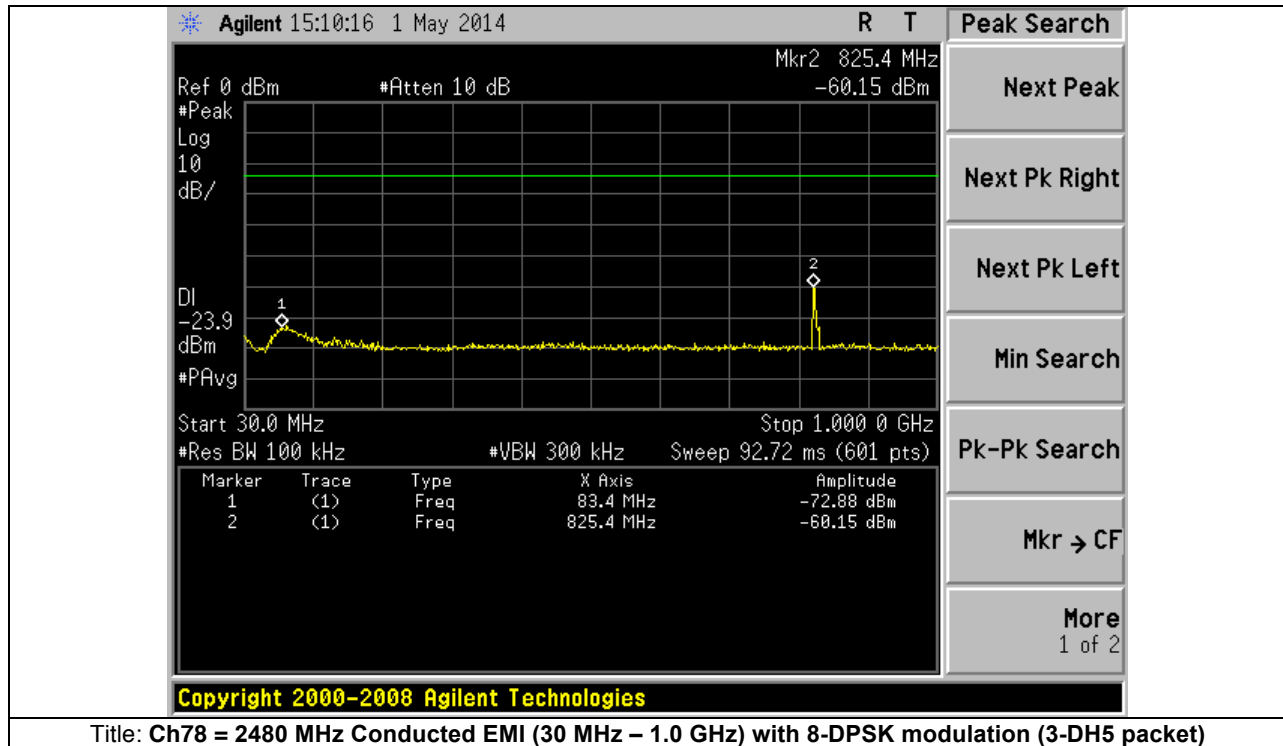 Agilent 15:10:16 1 May 2014 R T
Peak Search
Mkr2 825.4 MHz
Ref 0 dBm #Atten 10 dB -60.15 dBm
#Peak
Log
10
dB/
DI
-23.9
dBm
#PAvg
1
2
Start 30.0 MHz Stop 1.000 0 GHz
#Res BW 100 kHz #VBW 300 kHz Sweep 92.72 ms (601 pts)
Marker Trace Type X Axis Amplitude
1 (1) Freq 83.4 MHz -72.88 dBm
2 (1) Freq 825.4 MHz -60.15 dBm
Next Peak
Next Pk Right
Next Pk Left
Min Search
Pk-Pk Search
Mkr → CF
More
1 of 2
Copyright 2000-2008 Agilent Technologies
Title: Ch78 = 2480 MHz Conducted EMI (30 MHz – 1.0 GHz) with 8-DPSK modulation (3-DH5 packet)